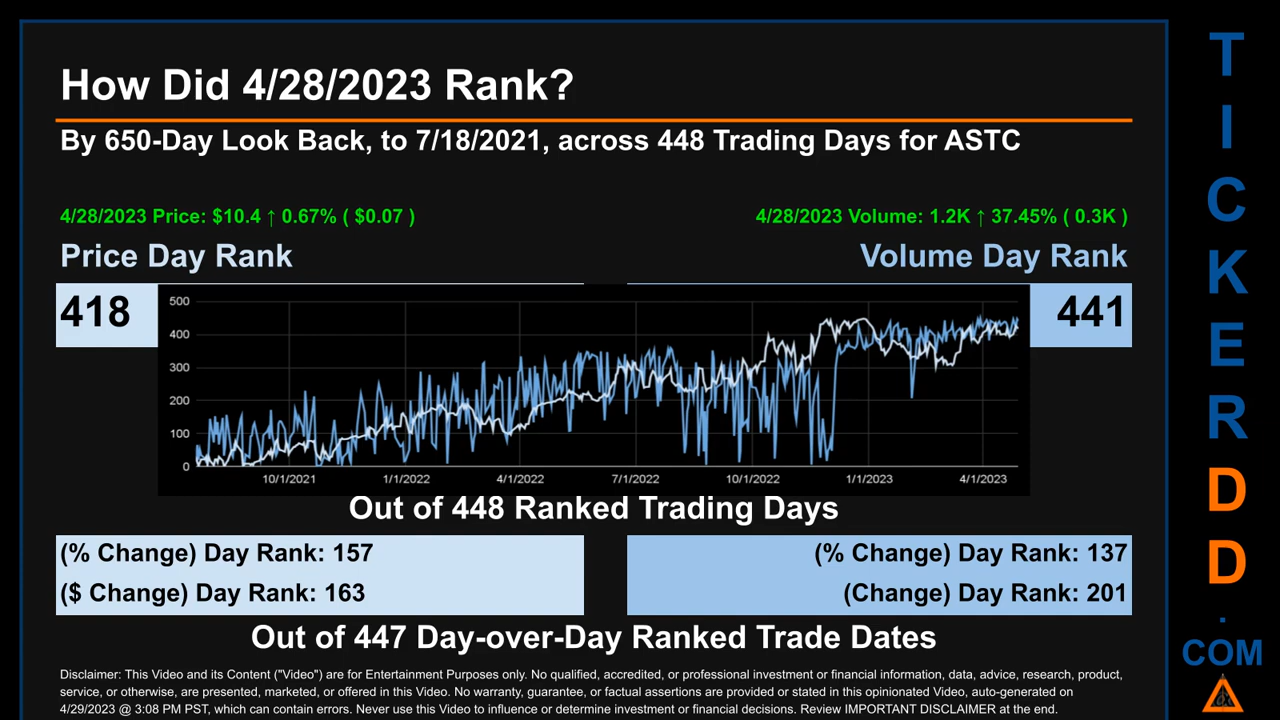 How Did 4/28/2023 Rank?
By 650-Day Look Back, to 7/18/2021, across 448 Trading Days for ASTC
4/28/2023 Price: $10.4 ↑ 0.67% ( $0.07 )
4/28/2023 Volume: 1.2K ↑ 37.45% ( 0.3K )
Price Day Rank
Volume Day Rank
418
441
500
400
300
200
100
0
10/1/2021 1/1/2022 4/1/2022 7/1/2022 10/1/2022 1/1/2023 4/1/2023
Out of 448 Ranked Trading Days
(% Change) Day Rank: 157
($ Change) Day Rank: 163
(% Change) Day Rank: 137
(Change) Day Rank: 201
Out of 447 Day-over-Day Ranked Trade Dates
Disclaimer: This Video and its Content ("Video") are for Entertainment Purposes only. No qualified, accredited, or professional investment or financial information, data, advice, research, product,
service, or otherwise, are presented, marketed, or offered in this Video. No warranty, guarantee, or factual assertions are provided or stated in this opinionated Video, auto-generated on
4/29/2023 @ 3:08 PM PST, which can contain errors. Never use this Video to influence or determine investment or financial decisions. Review IMPORTANT DISCLAIMER at the end.
T
I
C
K
E
R
D
D
.
COM